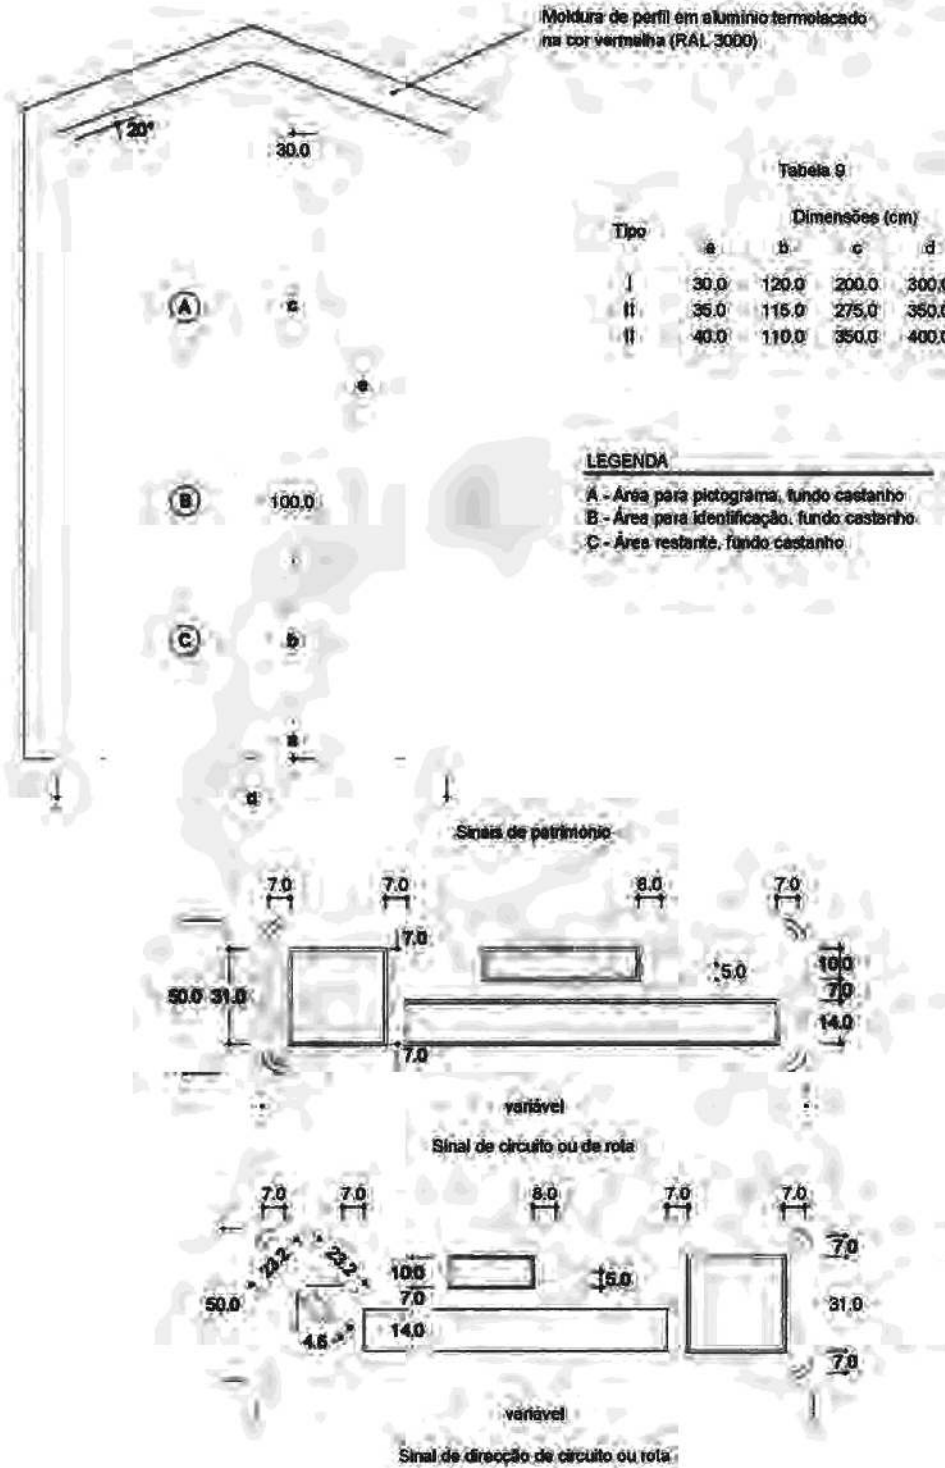 Moldura de perfil em alumínio termolacado
na cor vermelha (RAL 3000)
20°
30.0
Tabela 9
Dimensões (cm)
Tipo
a b c d
I 30.0 120.0 200.0 300.0
II 35.0 115.0 275.0 350.0
II 40.0 110.0 350.0 400.0
A c
e
B 100.0
LEGENDA
A - Área para pictograma, fundo castanho
B - Área para identificação, fundo castanho
C - Área restante, fundo castanho
C b
a
d
Sinais de património
7.0 7.0 8.0 7.0
7.0
5.0
10.0
50.0 31.0
7.0
14.0
7.0
variável
Sinal de circuito ou de rota
7.0 7.0 8.0 7.0 7.0
23.2 23.2
10.0
5.0
7.0
50.0
7.0
31.0
4.6
14.0
7.0
variável
Sinal de direcção de circuito ou rota